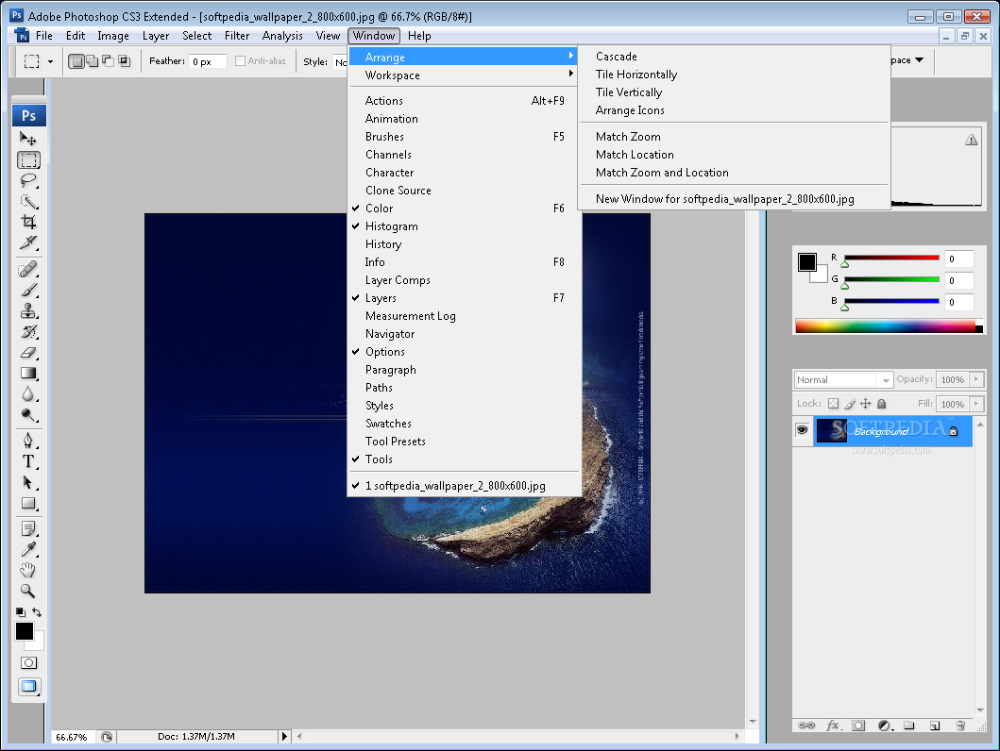 Adobe Photoshop CS3 Extended - [softpedia_wallpaper_2_800x600.jpg @ 66.7% (RGB/8#)]
File Edit Image Layer Select Filter Analysis View Window Help
Feather: 0 px Anti-alias Style: No
pace
Ps
Arrange
Workspace
Actions Alt+F9
Animation
Brushes F5
Channels
Character
Clone Source
Color F6
Histogram
History
Info F8
Layer Comps
Layers F7
Measurement Log
Navigator
Options
Paragraph
Paths
Styles
Swatches
Tool Presets
Tools
1 softpedia_wallpaper_2_800x600.jpg
Cascade
Tile Horizontally
Tile Vertically
Arrange Icons
Match Zoom
Match Location
Match Zoom and Location
New Window for softpedia_wallpaper_2_800x600.jpg
R 0
G 0
B 0
Normal Opacity: 100%
Lock: Fill: 100%
SOFTPEDIA
Background
www.softpedia.com
66.67% Doc: 1.37M/1.37M